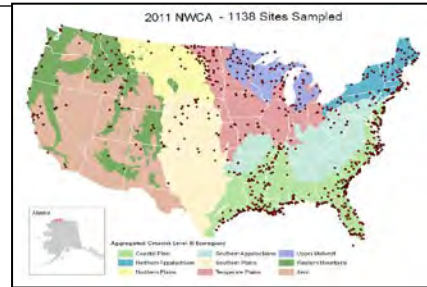 2011 NWCA - 1138 Sites Sampled
Alaska
Aggregated Omernik Level III Ecoregions
Coastal Plain
Southern Appalachians
Upper Midwest
Northern Appalachians
Southern Plains
Western Mountains
Northern Plains
Temperate Plains
Xeric